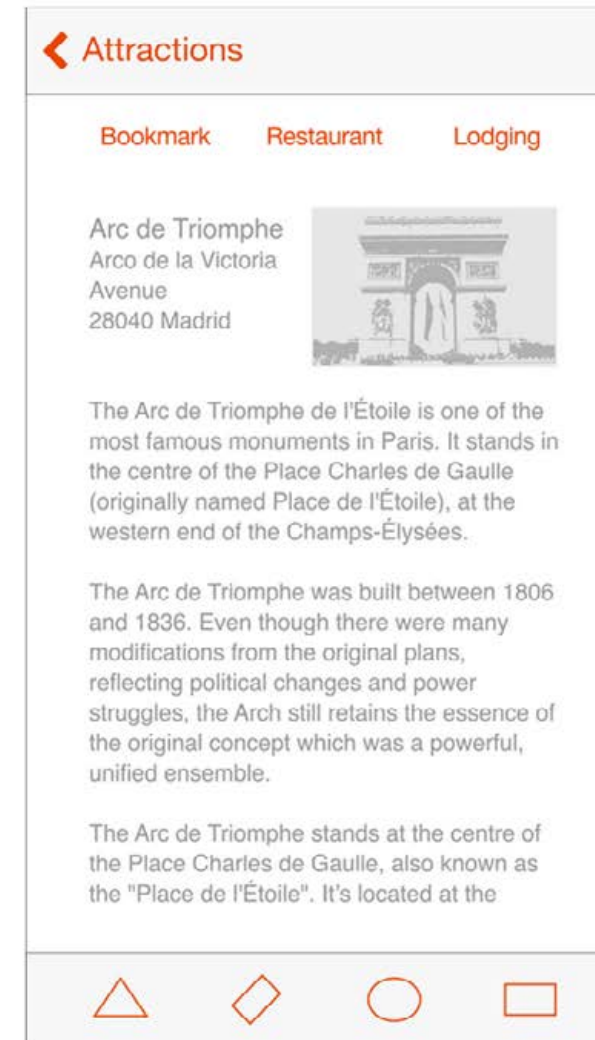 Attractions
Bookmark Restaurant Lodging
Arc de Triomphe
Arco de la Victoria
Avenue
28040 Madrid
The Arc de Triomphe de l'Étoile is one of the
most famous monuments in Paris. It stands in
the centre of the Place Charles de Gaulle
(originally named Place de l'Étoile), at the
western end of the Champs-Élysées.
The Arc de Triomphe was built between 1806
and 1836. Even though there were many
modifications from the original plans,
reflecting political changes and power
struggles, the Arch still retains the essence of
the original concept which was a powerful,
unified ensemble.
The Arc de Triomphe stands at the centre of
the Place Charles de Gaulle, also known as
the "Place de l'Étoile". It's located at the